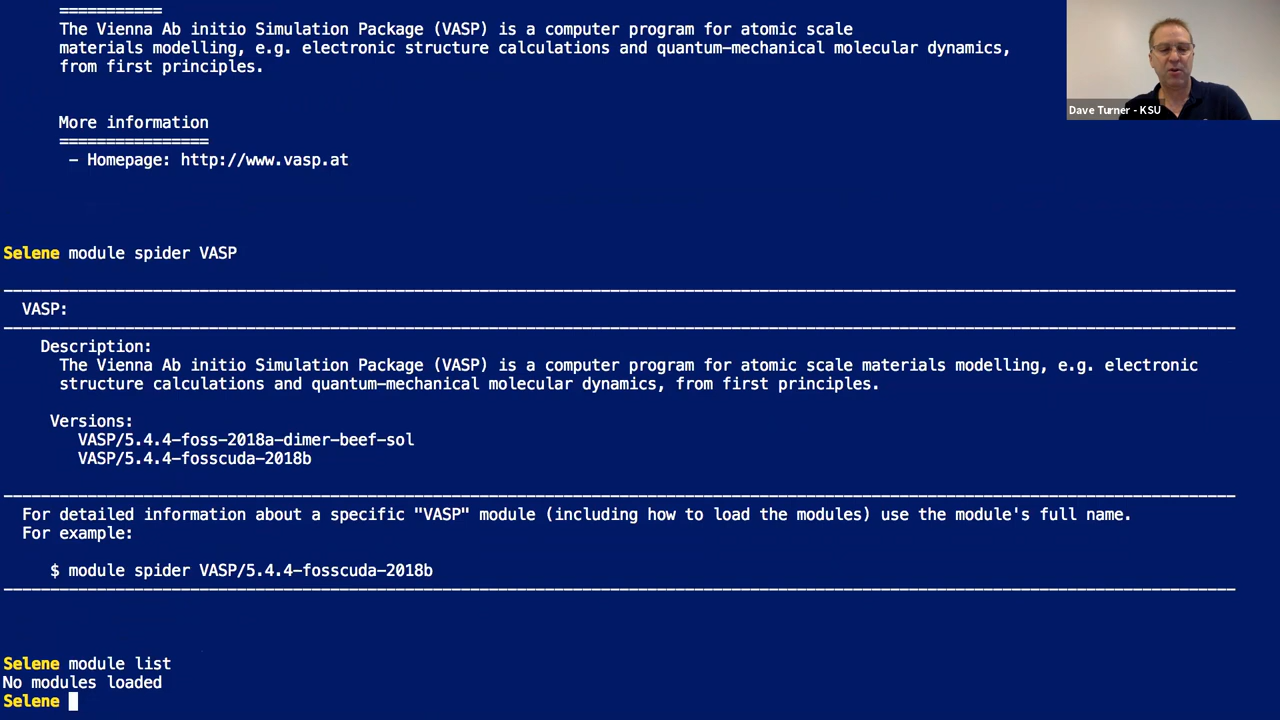 ===========
The Vienna Ab initio Simulation Package (VASP) is a computer program for atomic scale
materials modelling, e.g. electronic structure calculations and quantum-mechanical molecular dynamics,
from first principles.
More information
================
- Homepage: http://www.vasp.at
Dave Turner - KSU
Selene module spider VASP
VASP:
Description:
The Vienna Ab initio Simulation Package (VASP) is a computer program for atomic scale materials modelling, e.g. electronic
structure calculations and quantum-mechanical molecular dynamics, from first principles.
Versions:
VASP/5.4.4-foss-2018a-dimer-beef-sol
VASP/5.4.4-fosscuda-2018b
For detailed information about a specific "VASP" module (including how to load the modules) use the module's full name.
For example:
$ module spider VASP/5.4.4-fosscuda-2018b
Selene module list
No modules loaded
Selene